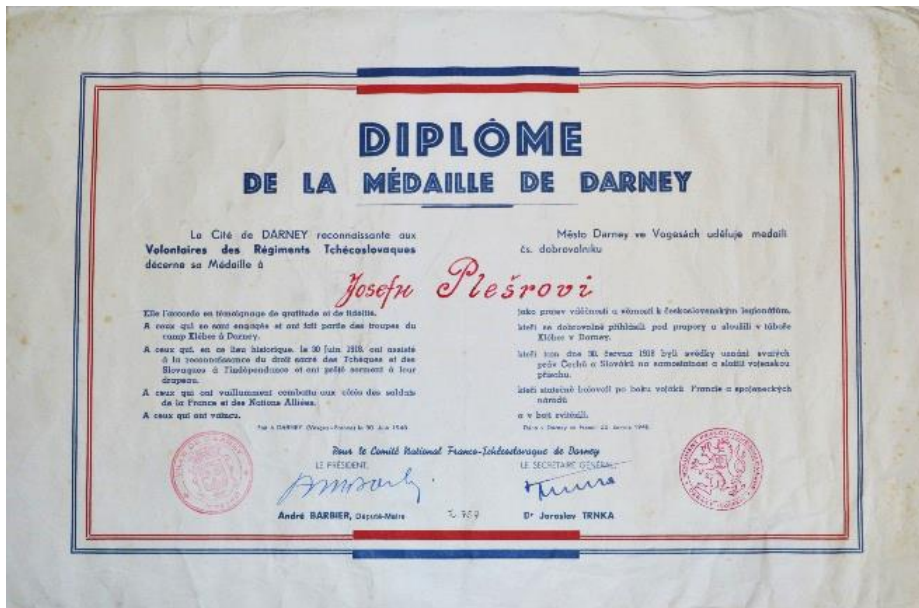 DIPLÔME
DE LA MÉDAILLE DE DARNEY
La Cité de DARNEY reconnaissante aux
Volontaires des Régiments Tchécoslovaques
décerne sa Médaille à
Město Darney ve Vogesách uděluje medaili
čs. dobrovolníku
Josefu Plešrovi
Elle l'accorde en témoignage de gratitude et de fidélité.
A ceux qui se sont engagés et ont fait partie des troupes du
camp Kléber à Darney.
A ceux qui, en ce lieu historique, le 30 Juin 1918, ont assisté
à la reconnaissance du droit sacré des Tchèques et des
Slovaques à l'indépendance et ont prêté serment à leur
drapeau.
A ceux qui ont vaillamment combattu aux côtés des soldats
de la France et des Nations Alliées.
A ceux qui ont vaincu.
jako projev vděčnosti a věrnosti k československým legionářům,
kteří se dobrovolně přihlásili pod prapory a sloužili v táboře
Kléber v Darney.
kteří tam dne 30. června 1918 byli svědky uznání svatých
práv Čechů a Slováků na samostatnost a složili vojenskou
přísahu.
kteří statečně bojovali po boku vojáků Francie a spojeneckých
národů
a v boji zvítězili.
Fait à DARNEY (Vosges-France) le 30 Juin
Pour le Comité National Franco-Tchécoslovaque de Darney
LE PRÉSIDENT,
LE SECRÉTAIRE GÉNÉRAL
André BARBIER, Député-Maire
Dr Jaroslav TRNKA